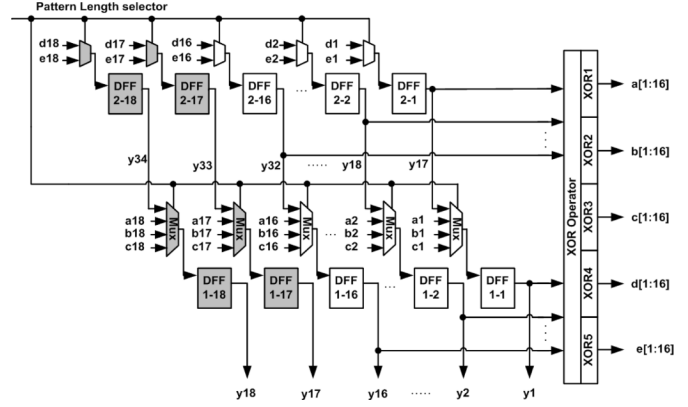 Pattern Length selector
d18 d17 d16 d2 d1
e18 e17 e16 e2 e1
DFF 2-18
DFF 2-17
DFF 2-16
...
DFF 2-2
DFF 2-1
XOR1
a[1:16]
XOR2
b[1:16]
y34 y33 y32 ..... y18 y17
XOR Operator
XOR3
c[1:16]
a18 a17 a16 a2 a1
b18 b17 b16 ... b2 b1
c18 c17 c16 c2 c1
Mux Mux Mux Mux Mux
DFF 1-18
DFF 1-17
DFF 1-16
...
DFF 1-2
DFF 1-1
XOR4
d[1:16]
XOR5
e[1:16]
y18 y17 y16 ..... y2 y1